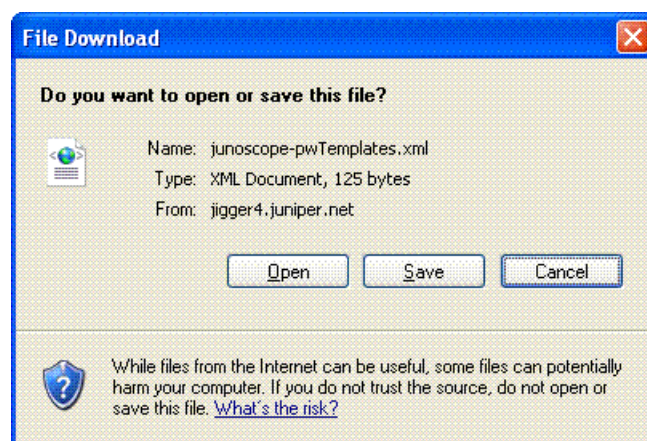 File Download
Do you want to open or save this file?
Name: junoscope-pwTemplates.xml
Type: XML Document, 125 bytes
From: jigger4.juniper.net
Open Save Cancel
While files from the Internet can be useful, some files can potentially
harm your computer. If you do not trust the source, do not open or
save this file. What's the risk?